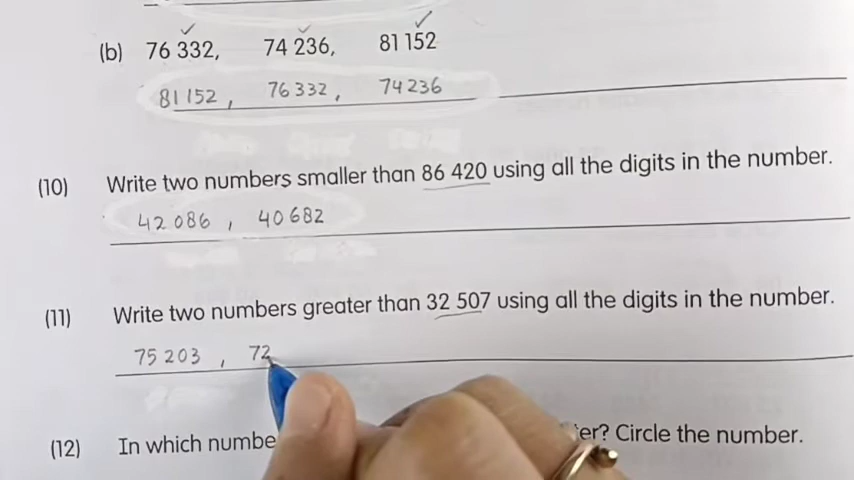 (b) 76 332, 74 236, 81 152
81 152, 76 332, 74 236
(10) Write two numbers smaller than 86 420 using all the digits in the number.
42 086, 40 682
(11) Write two numbers greater than 32 507 using all the digits in the number.
75 203, 72
(12) In which numbe er? Circle the number.